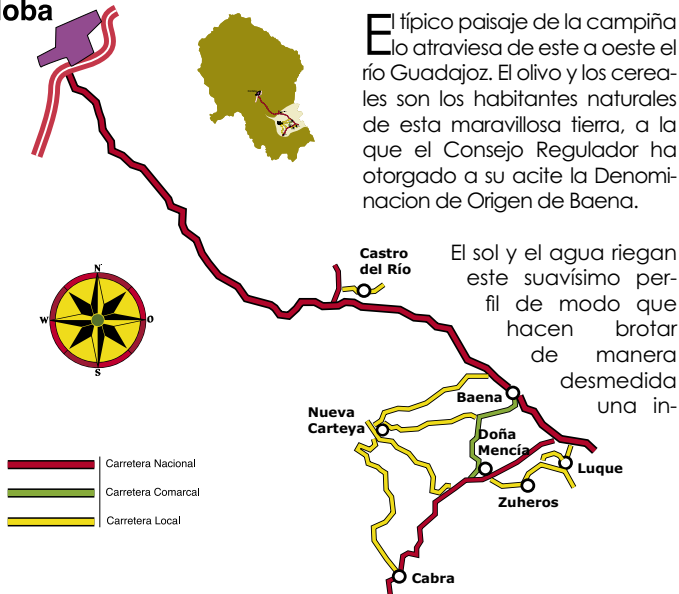 loba
El típico paisaje de la campiña
lo atraviesa de este a oeste el
río Guadajoz. El olivo y los cerea-
les son los habitantes naturales
de esta maravillosa tierra, a la
que el Consejo Regulador ha
otorgado a su acite la Denomi-
nacion de Origen de Baena.
El sol y el agua riegan
este suavísimo per-
fil de modo que
hacen brotar
de manera
desmedida
una in-
Castro
del Río
N
W
O
S
Baena
Nueva
Carteya
Doña
Mencía
Luque
Zuheros
Cabra
Carretera Nacional
Carretera Comarcal
Carretera Local